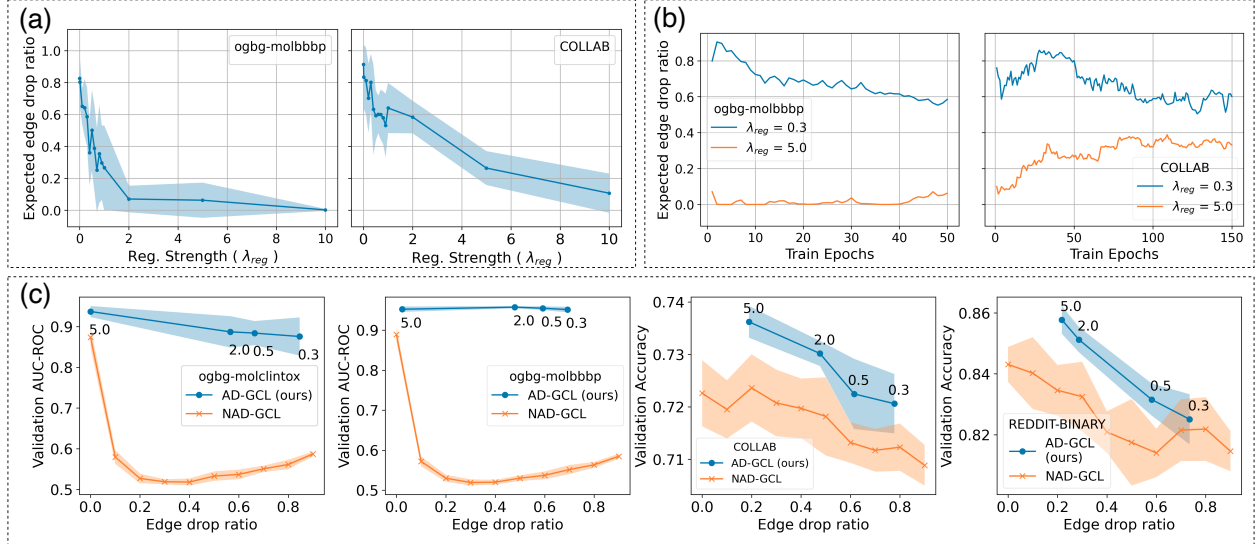 (a)
Expected edge drop ratio
1.0
0.8
0.6
0.4
0.2
0.0
ogbg-molbbbp
0 2 4 6 8 10
Reg. Strength ( λreg )
COLLAB
0 2 4 6 8 10
Reg. Strength ( λreg )
(b)
Expected edge drop ratio
0.8
0.6
0.4
0.2
0.0
ogbg-molbbbp
λreg = 0.3
λreg = 5.0
0 10 20 30 40 50
Train Epochs
COLLAB
λreg = 0.3
λreg = 5.0
0 50 100 150
Train Epochs
(c)
Validation AUC-ROC
0.9
0.8
0.7
0.6
0.5
5.0
2.0 0.5 0.3
ogbg-molclintox
AD-GCL (ours)
NAD-GCL
0.0 0.2 0.4 0.6 0.8
Edge drop ratio
Validation AUC-ROC
0.9
0.8
0.7
0.6
0.5
5.0 2.0 0.5 0.3
ogbg-molbbbp
AD-GCL (ours)
NAD-GCL
0.0 0.2 0.4 0.6 0.8
Edge drop ratio
Validation Accuracy
0.74
0.73
0.72
0.71
5.0
2.0
0.5
0.3
COLLAB
AD-GCL (ours)
NAD-GCL
0.0 0.2 0.4 0.6 0.8
Edge drop ratio
Validation Accuracy
0.86
0.84
0.82
5.0
2.0
0.5
0.3
REDDIT-BINARY
AD-GCL
(ours)
NAD-GCL
0.0 0.2 0.4 0.6 0.8
Edge drop ratio